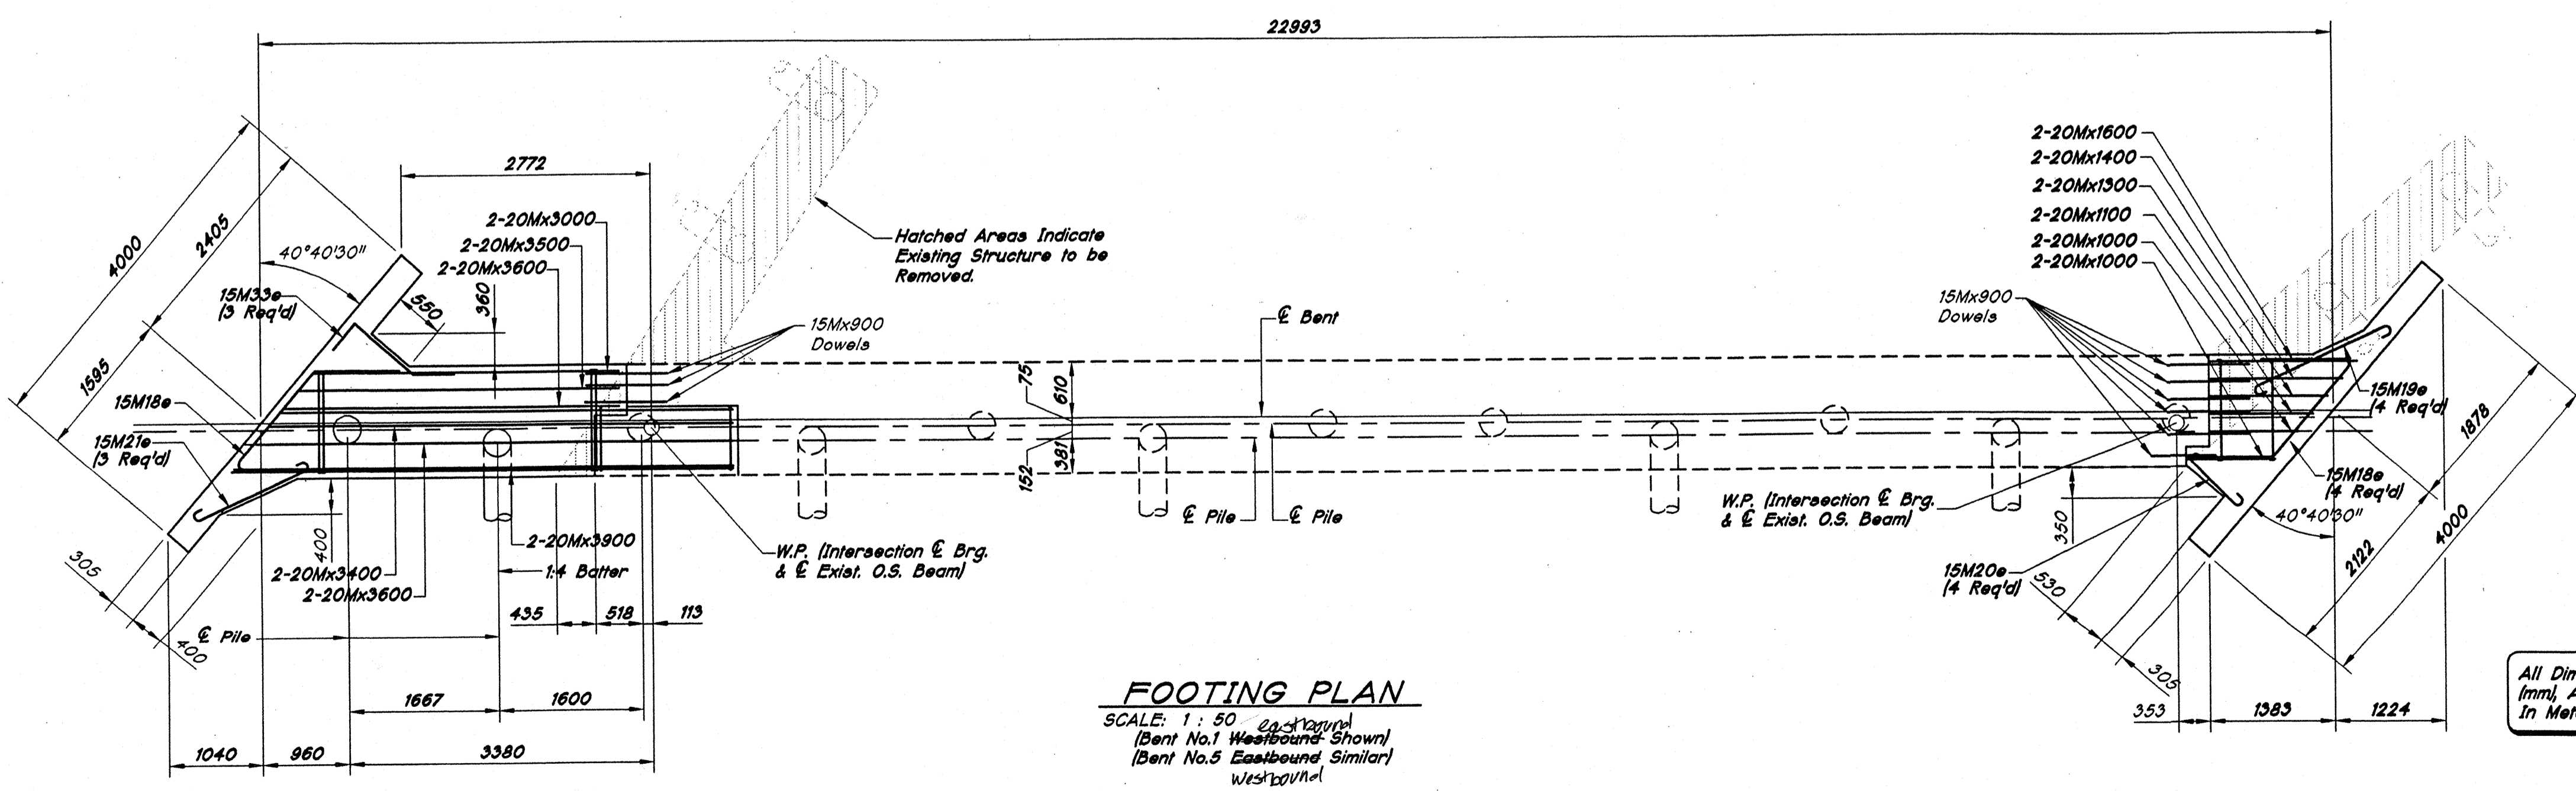 22993
2772
4000
2405
1595
40°40'30"
15M33e
(3 Req'd)
550
360
2-20Mx3000
2-20Mx3500
2-20Mx3600
Hatched Areas Indicate
Existing Structure to be
Removed.
15Mx900
Dowels
15M18e
15M21e
(3 Req'd)
305
400
400
2-20Mx3400
2-20Mx3600
2-20Mx3900
1:4 Batter
℄ Pile
435
518
113
W.P. (Intersection ℄ Brg.
& ℄ Exist. O.S. Beam)
1667
1600
1040
960
3380
℄ Bent
75
610
152
381
℄ Pile
℄ Pile
2-20Mx1600
2-20Mx1400
2-20Mx1300
2-20Mx1100
2-20Mx1000
2-20Mx1000
15Mx900
Dowels
15M19e
(4 Req'd)
15M18e
(4 Req'd)
W.P. (Intersection ℄ Brg.
& ℄ Exist. O.S. Beam)
350
40°40'30"
15M20e
(4 Req'd)
530
305
1878
2122
4000
353
1383
1224
FOOTING PLAN
SCALE: 1 : 50
eastbound
(Bent No.1 Westbound Shown)
(Bent No.5 Eastbound Similar)
westbound
All Dim
(mm), A
In Met